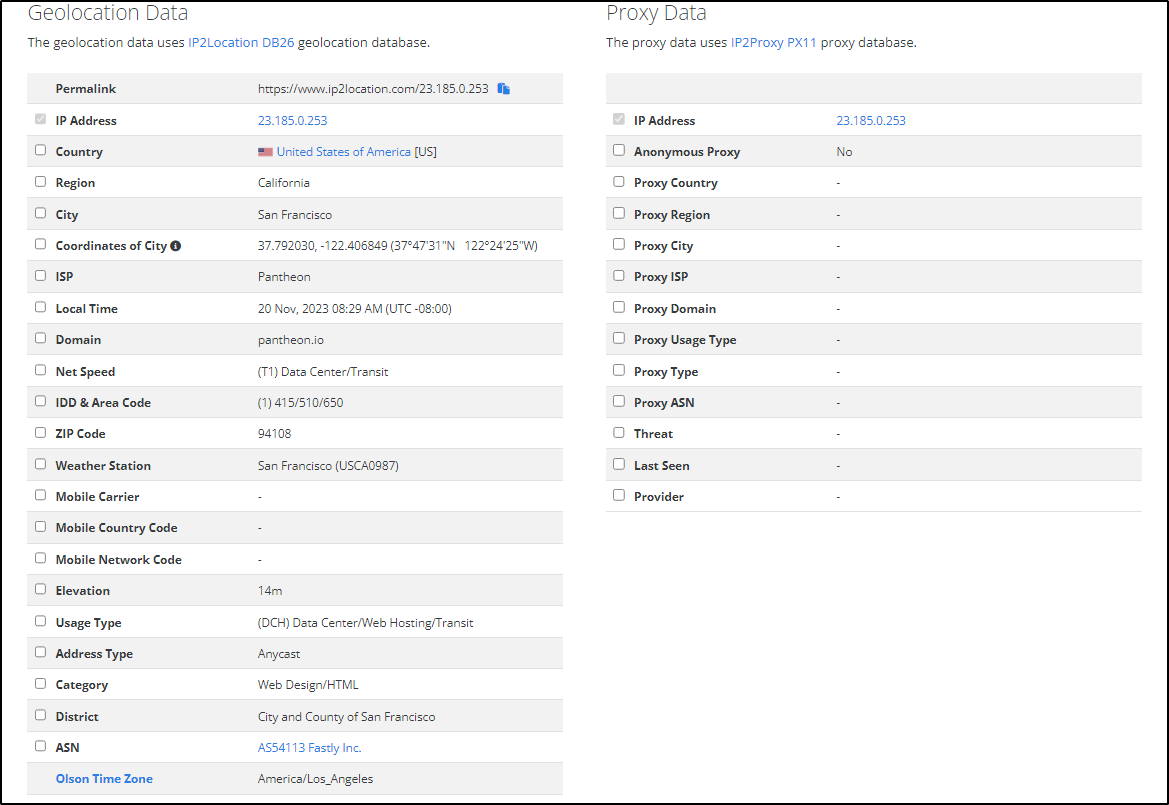 Geolocation Data
The geolocation data uses IP2Location DB26 geolocation database.
Permalink https://www.ip2location.com/23.185.0.253
IP Address 23.185.0.253
Country United States of America [US]
Region California
City San Francisco
Coordinates of City 37.792030, -122.406849 (37°47'31"N 122°24'25"W)
ISP Pantheon
Local Time 20 Nov, 2023 08:29 AM (UTC -08:00)
Domain pantheon.io
Net Speed (T1) Data Center/Transit
IDD & Area Code (1) 415/510/650
ZIP Code 94108
Weather Station San Francisco (USCA0987)
Mobile Carrier -
Mobile Country Code -
Mobile Network Code -
Elevation 14m
Usage Type (DCH) Data Center/Web Hosting/Transit
Address Type Anycast
Category Web Design/HTML
District City and County of San Francisco
ASN AS54113 Fastly Inc.
Olson Time Zone America/Los_Angeles
Proxy Data
The proxy data uses IP2Proxy PX11 proxy database.
IP Address 23.185.0.253
Anonymous Proxy No
Proxy Country -
Proxy Region -
Proxy City -
Proxy ISP -
Proxy Domain -
Proxy Usage Type -
Proxy Type -
Proxy ASN -
Threat -
Last Seen -
Provider -